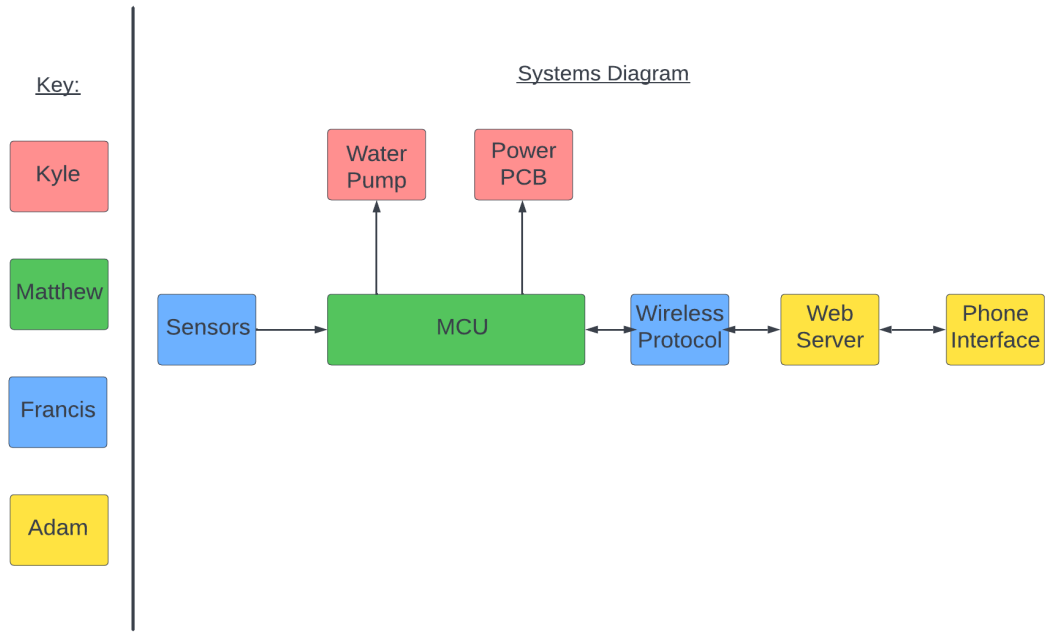 Key:
Kyle
Matthew
Francis
Adam
Systems Diagram
Water
Pump
Power
PCB
Sensors
MCU
Wireless
Protocol
Web
Server
Phone
Interface